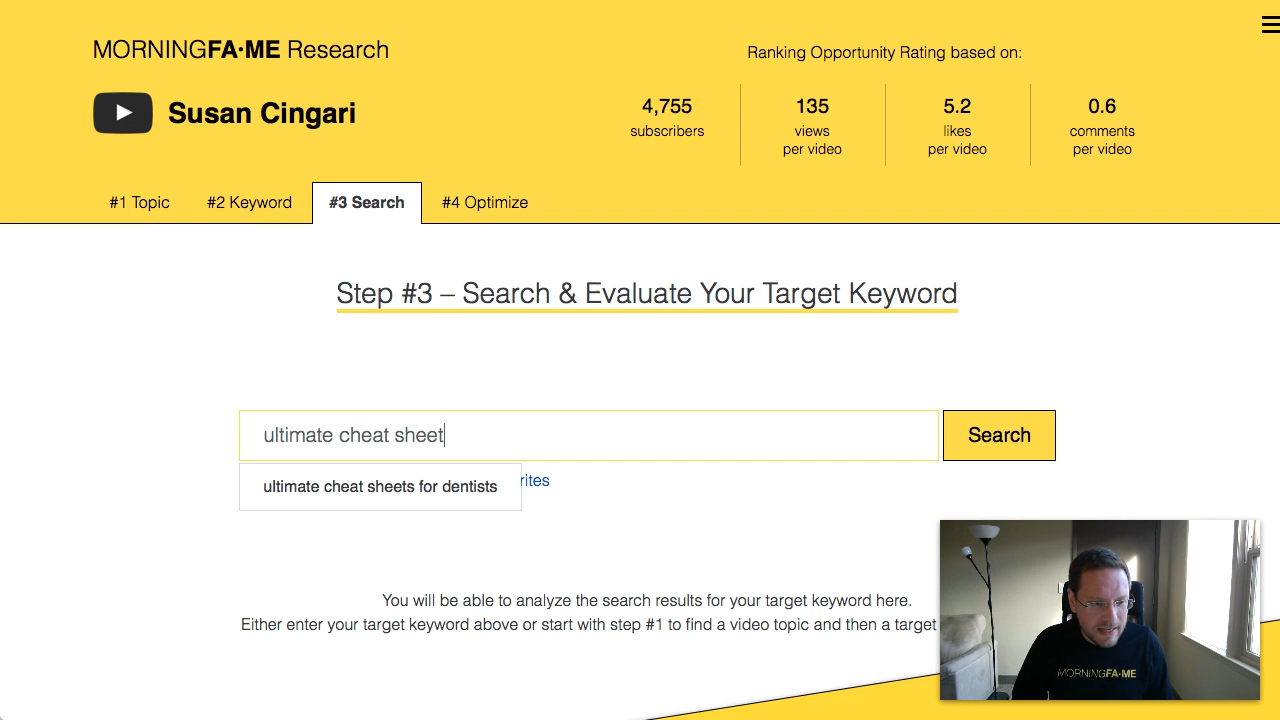 MORNINGFA·ME Research
Ranking Opportunity Rating based on:
Susan Cingari
4,755
subscribers
135
views
per video
5.2
likes
per video
0.6
comments
per video
#1 Topic
#2 Keyword
#3 Search
#4 Optimize
Step #3 – Search & Evaluate Your Target Keyword
ultimate cheat sheet
Search
ultimate cheat sheets for dentists
rites
You will be able to analyze the search results for your target keyword here.
Either enter your target keyword above or start with step #1 to find a video topic and then a target
MORNINGFA·ME